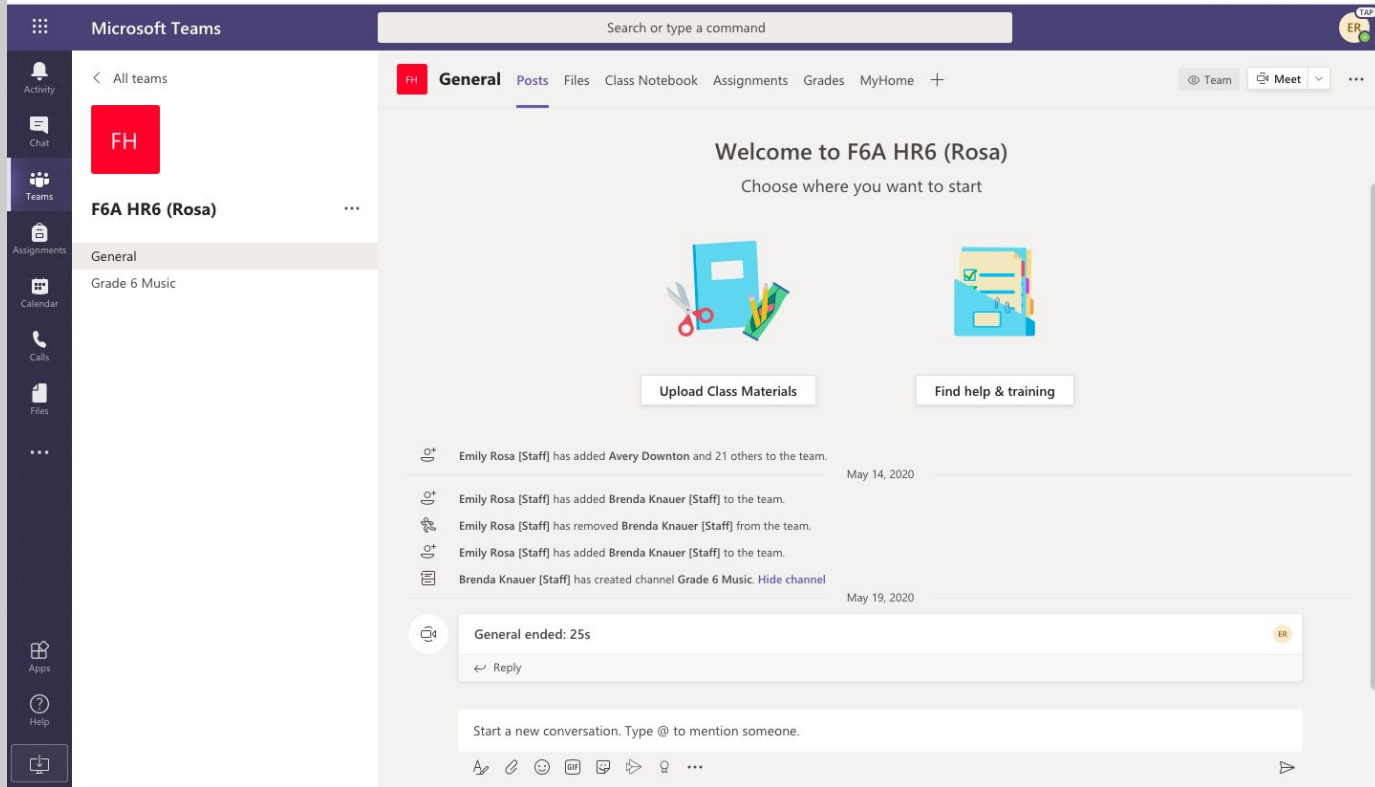 Microsoft Teams
Search or type a command
TAP
ER
Activity
Chat
Teams
Assignments
Calendar
Calls
Files
Apps
Help
All teams
FH
F6A HR6 (Rosa)
General
Grade 6 Music
FH General Posts Files Class Notebook Assignments Grades MyHome
Team Meet
Welcome to F6A HR6 (Rosa)
Choose where you want to start
Upload Class Materials Find help & training
Emily Rosa [Staff] has added Avery Downton and 21 others to the team.
May 14, 2020
Emily Rosa [Staff] has added Brenda Knauer [Staff] to the team.
Emily Rosa [Staff] has removed Brenda Knauer [Staff] from the team.
Emily Rosa [Staff] has added Brenda Knauer [Staff] to the team.
Brenda Knauer [Staff] has created channel Grade 6 Music. Hide channel
May 19, 2020
General ended: 25s
ER
Reply
Start a new conversation. Type @ to mention someone.
GIF